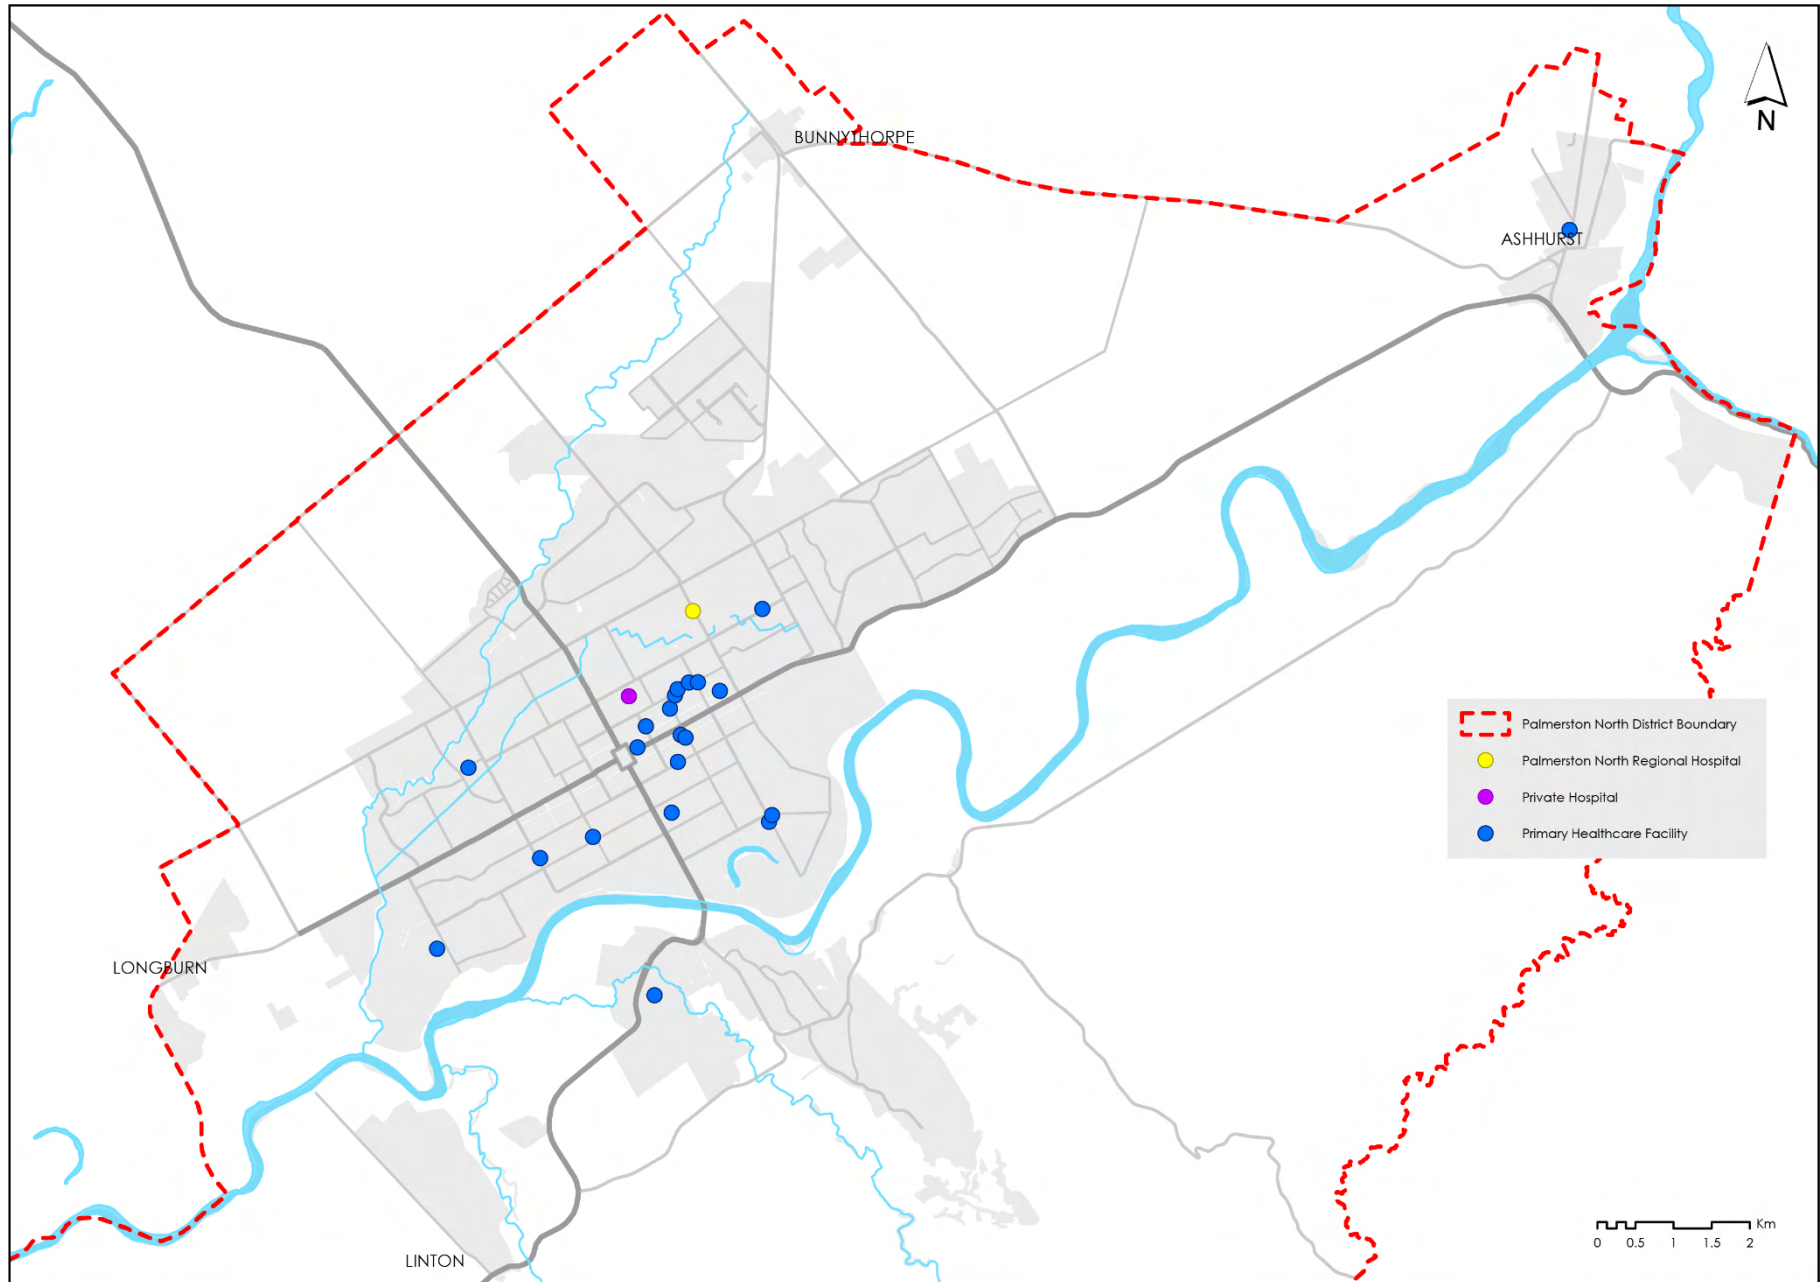 BUNNYTHORPE
N
ASHHURST
Palmerston North District Boundary
Palmerston North Regional Hospital
Private Hospital
Primary Healthcare Facility
LONGBURN
LINTON
Km
0 0.5 1 1.5 2